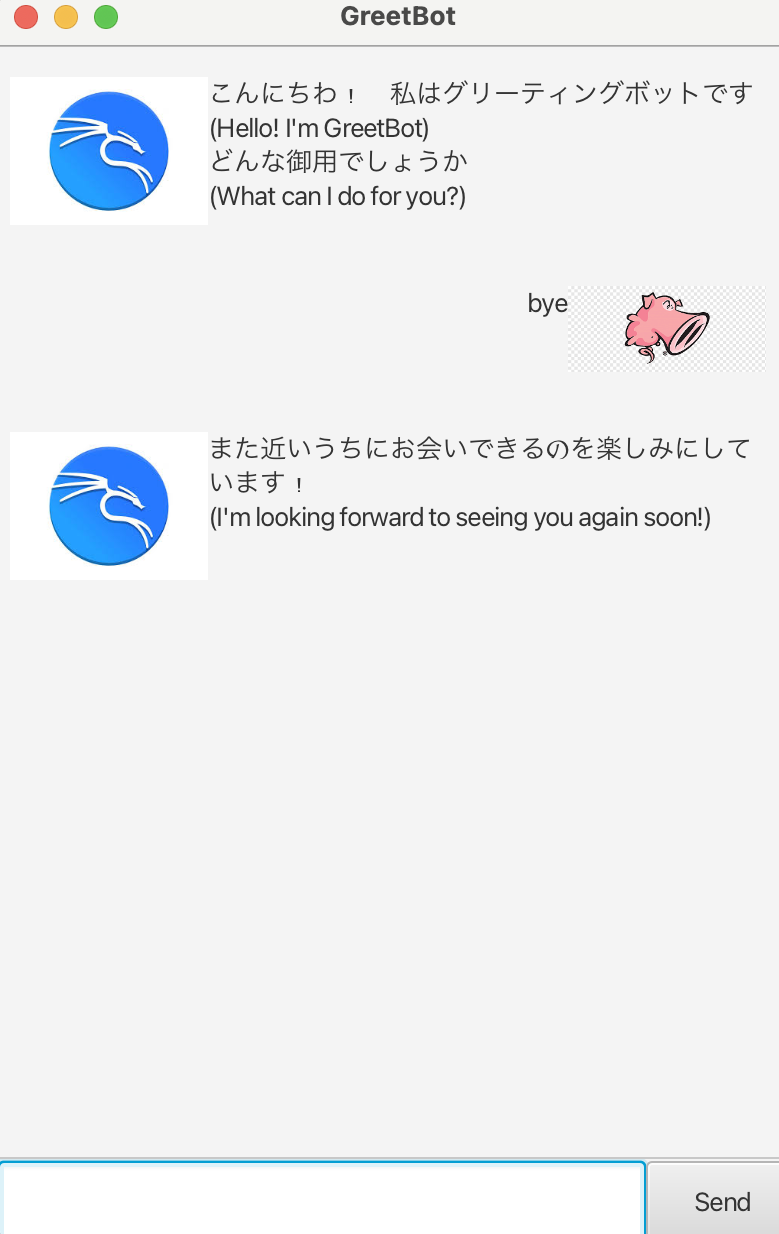 GreetBot
こんにちわ！　私はグリーティングボットです
(Hello! I'm GreetBot)
どんな御用でしょうか
(What can I do for you?)
bye
また近いうちにお会いできるのを楽しみにして
います！
(I'm looking forward to seeing you again soon!)
Send